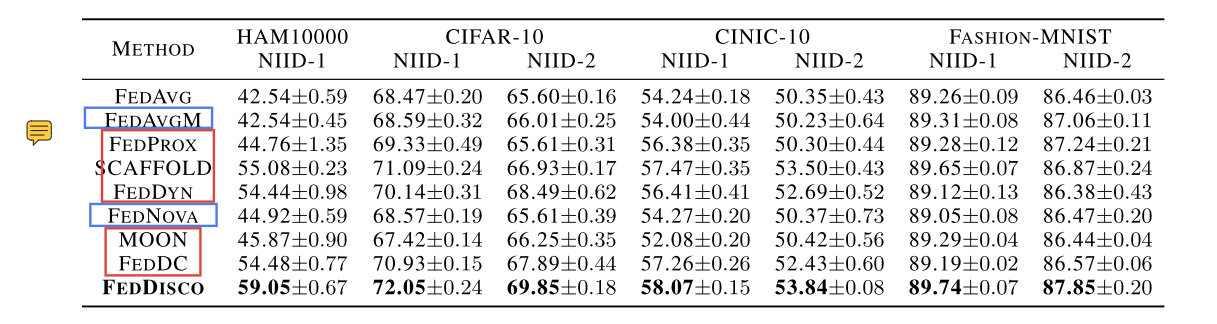 METHOD HAM10000 CIFAR-10 CINIC-10 FASHION-MNIST
NIID-1 NIID-1 NIID-2 NIID-1 NIID-2 NIID-1 NIID-2
FEDAVG 42.54±0.59 68.47±0.20 65.60±0.16 54.24±0.18 50.35±0.43 89.26±0.09 86.46±0.03
FEDAVGM 42.54±0.45 68.59±0.32 66.01±0.25 54.00±0.44 50.23±0.64 89.31±0.08 87.06±0.11
FEDPROX 44.76±1.35 69.33±0.49 65.61±0.31 56.38±0.35 50.30±0.44 89.28±0.12 87.24±0.21
SCAFFOLD 55.08±0.23 71.09±0.24 66.93±0.17 57.47±0.35 53.50±0.43 89.65±0.07 86.87±0.24
FEDDYN 54.44±0.98 70.14±0.31 68.49±0.62 56.41±0.41 52.69±0.52 89.12±0.13 86.38±0.43
FEDNOVA 44.92±0.59 68.57±0.19 65.61±0.39 54.27±0.20 50.37±0.73 89.05±0.08 86.47±0.20
MOON 45.87±0.90 67.42±0.14 66.25±0.35 52.08±0.20 50.42±0.56 89.29±0.04 86.44±0.04
FEDDC 54.48±0.77 70.93±0.15 67.89±0.44 57.26±0.26 52.43±0.60 89.19±0.02 86.57±0.06
FEDDISCO 59.05±0.67 72.05±0.24 69.85±0.18 58.07±0.15 53.84±0.08 89.74±0.07 87.85±0.20